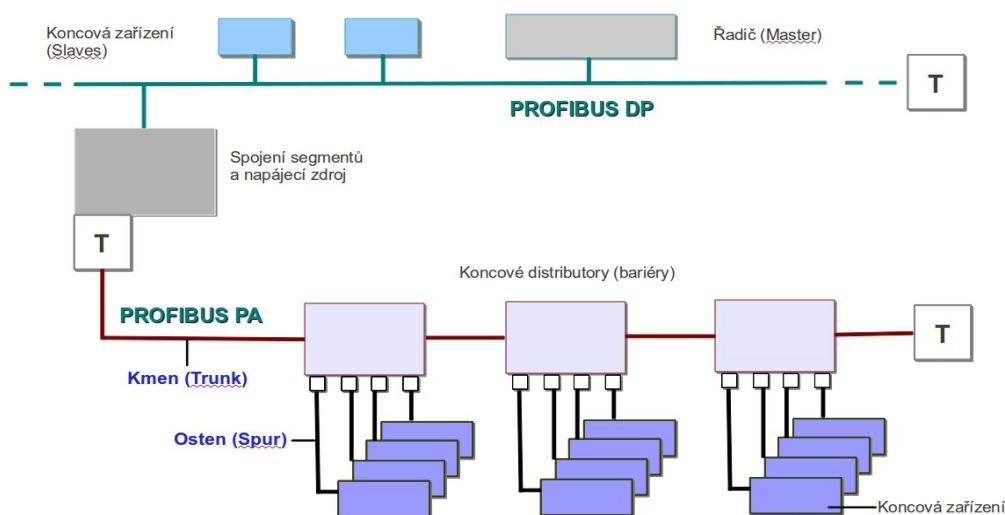 Koncová zařízení
(Slaves)
Řadič (Master)
T
PROFIBUS DP
Spojení segmentů
a napájecí zdroj
T
Koncové distributory (bariéry)
PROFIBUS PA
T
Kmen (Trunk)
Osten (Spur)
Koncová zařízení